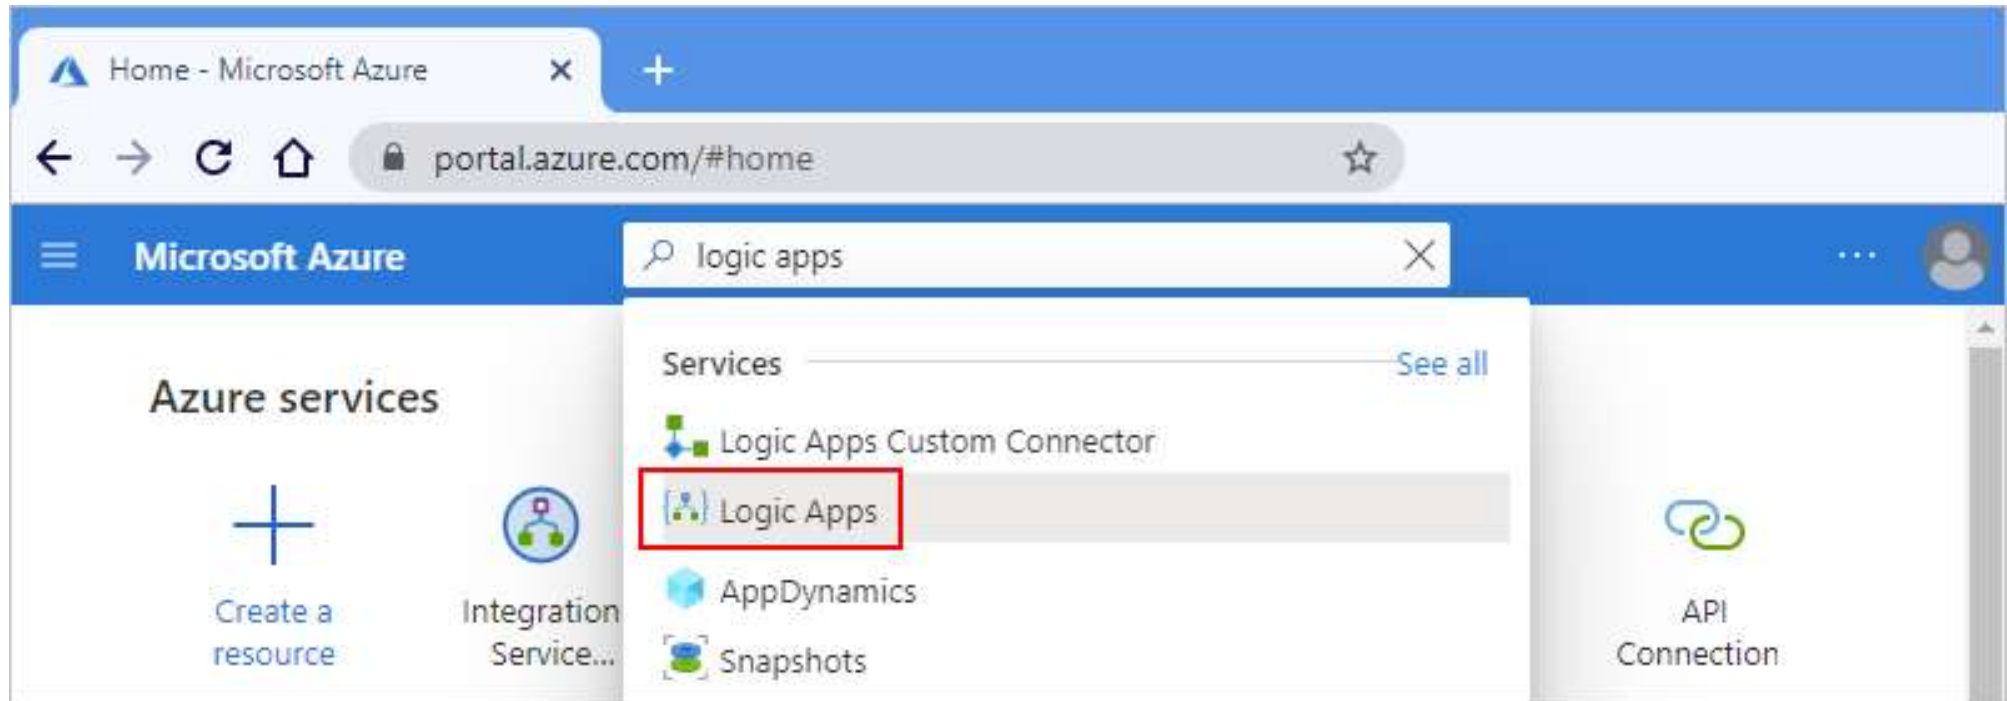 Home - Microsoft Azure
portal.azure.com/#home
Microsoft Azure
logic apps
Azure services
Services
See all
Logic Apps Custom Connector
Logic Apps
AppDynamics
Snapshots
Create a
resource
Integration
Service...
API
Connection